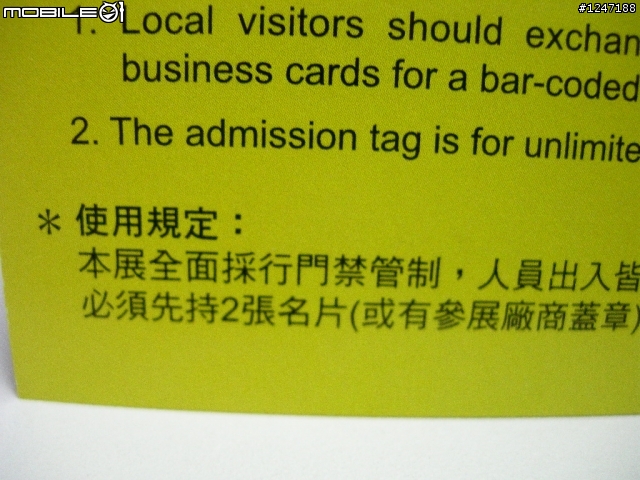 MOBILE01
#1247188
1. Local visitors should exchan
business cards for a bar-coded
2. The admission tag is for unlimite
* 使用規定：
本展全面採行門禁管制，人員出入皆
必須先持2張名片(或有參展廠商蓋章)